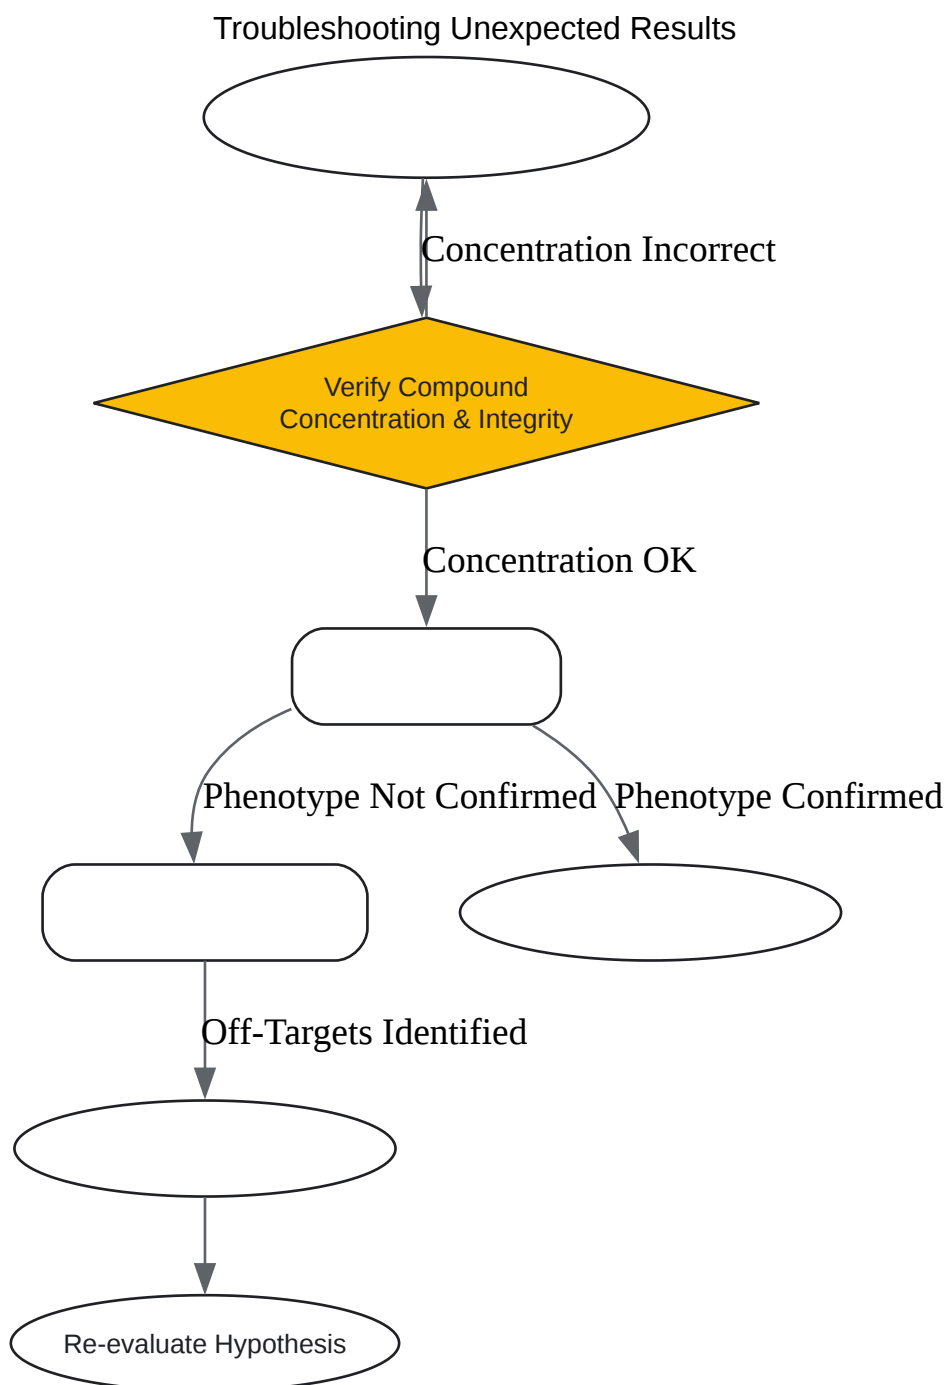 Troubleshooting Unexpected Results
Concentration Incorrect
Verify Compound
Concentration & Integrity
Concentration OK
Phenotype Not Confirmed
Phenotype Confirmed
Off-Targets Identified
Re-evaluate Hypothesis